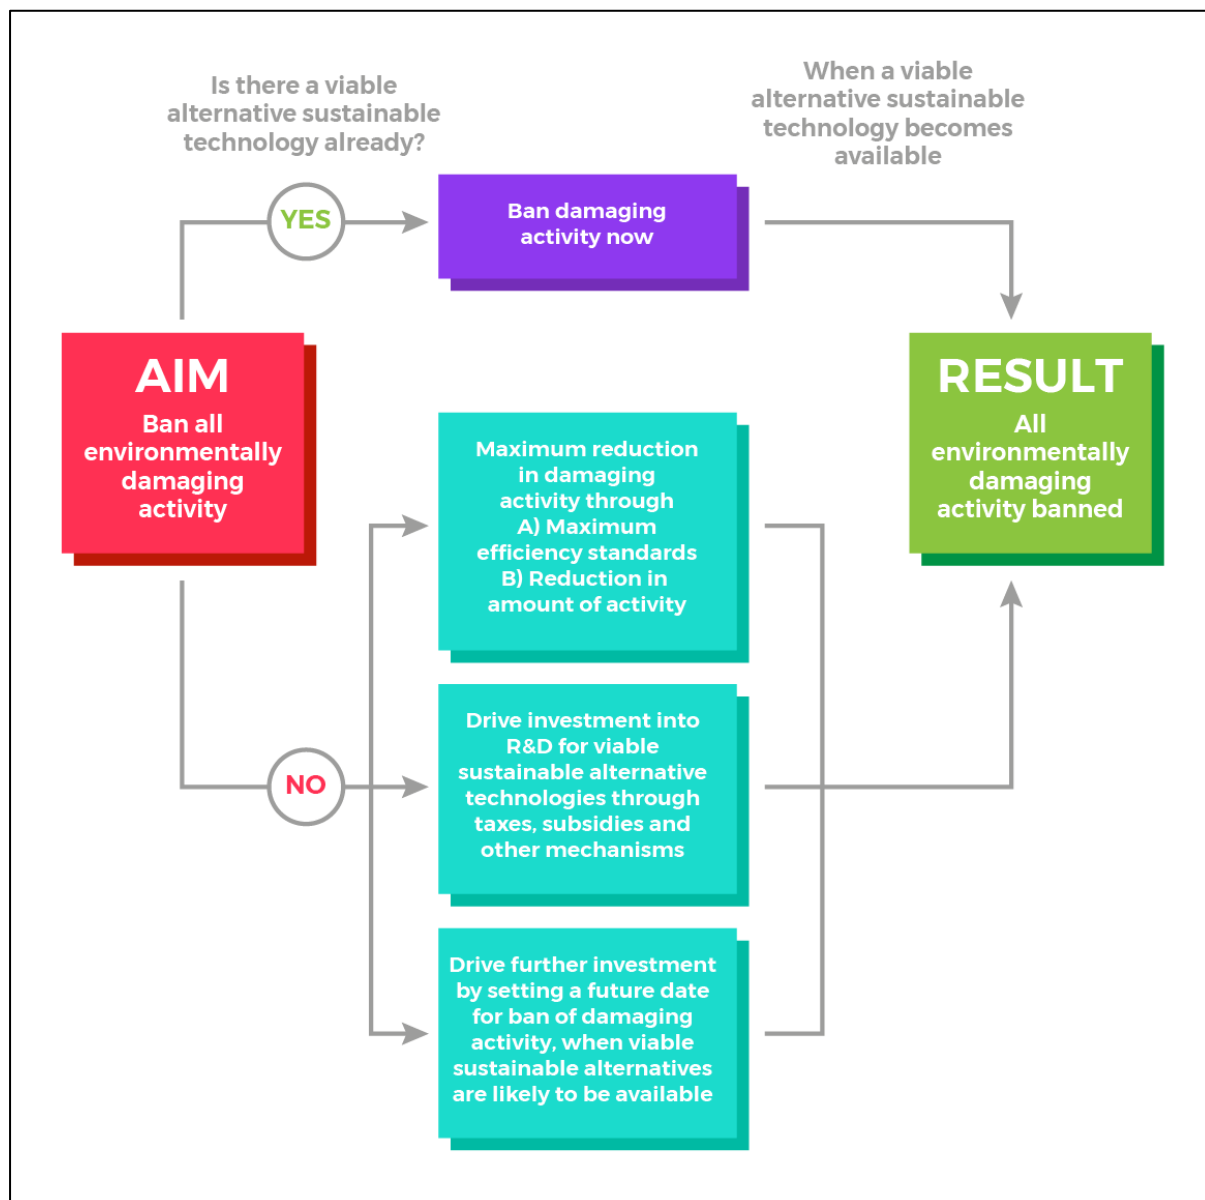 Is there a viable
alternative sustainable
technology already?
When a viable
alternative sustainable
technology becomes
available
YES
Ban damaging
activity now
AIM
Ban all
environmentally
damaging
activity
RESULT
All
environmentally
damaging
activity banned
Maximum reduction
in damaging
activity through
A) Maximum
efficiency standards
B) Reduction in
amount of activity
NO
Drive investment into
R&D for viable
sustainable alternative
technologies through
taxes, subsidies and
other mechanisms
Drive further investment
by setting a future date
for ban of damaging
activity, when viable
sustainable alternatives
are likely to be available